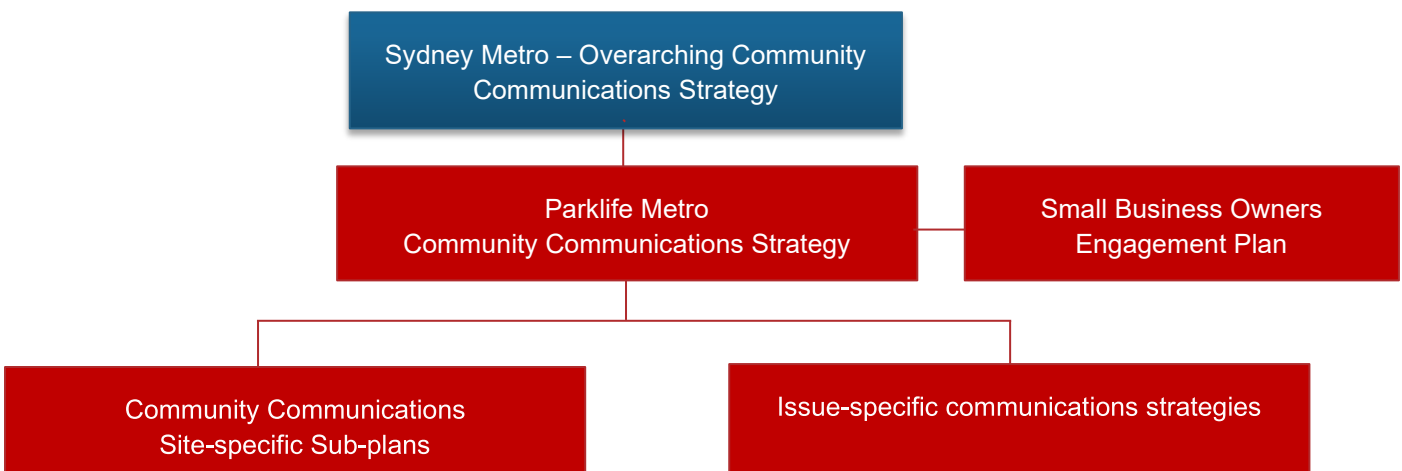 Sydney Metro – Overarching Community
Communications Strategy
Parklife Metro
Community Communications Strategy
Small Business Owners
Engagement Plan
Community Communications
Site-specific Sub-plans
Issue-specific communications strategies